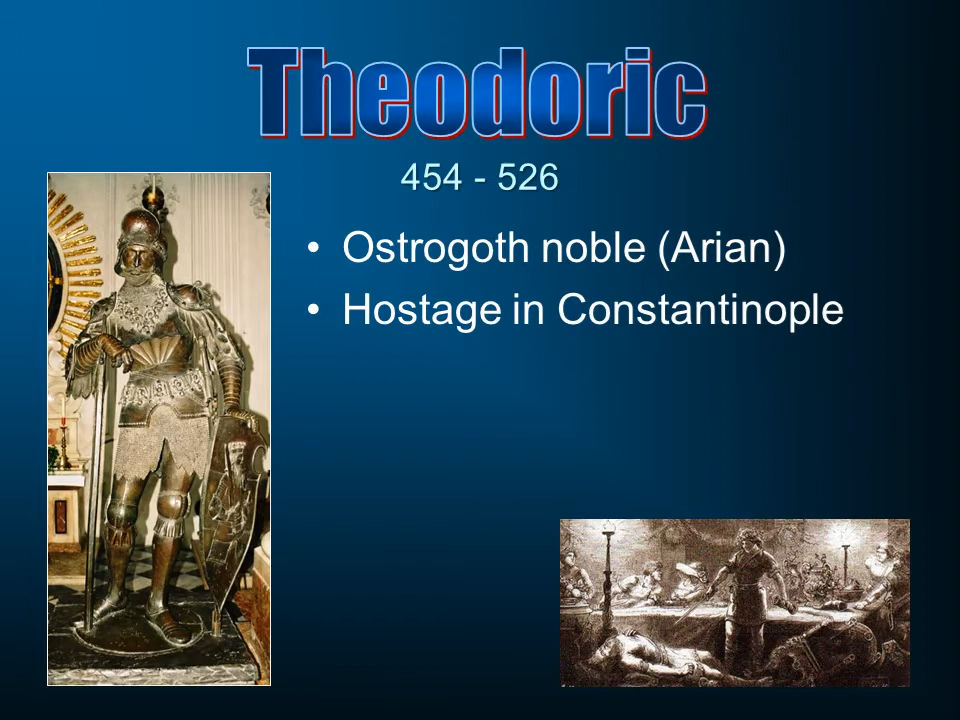 Theodoric
454 - 526
• Ostrogoth noble (Arian)
• Hostage in Constantinople